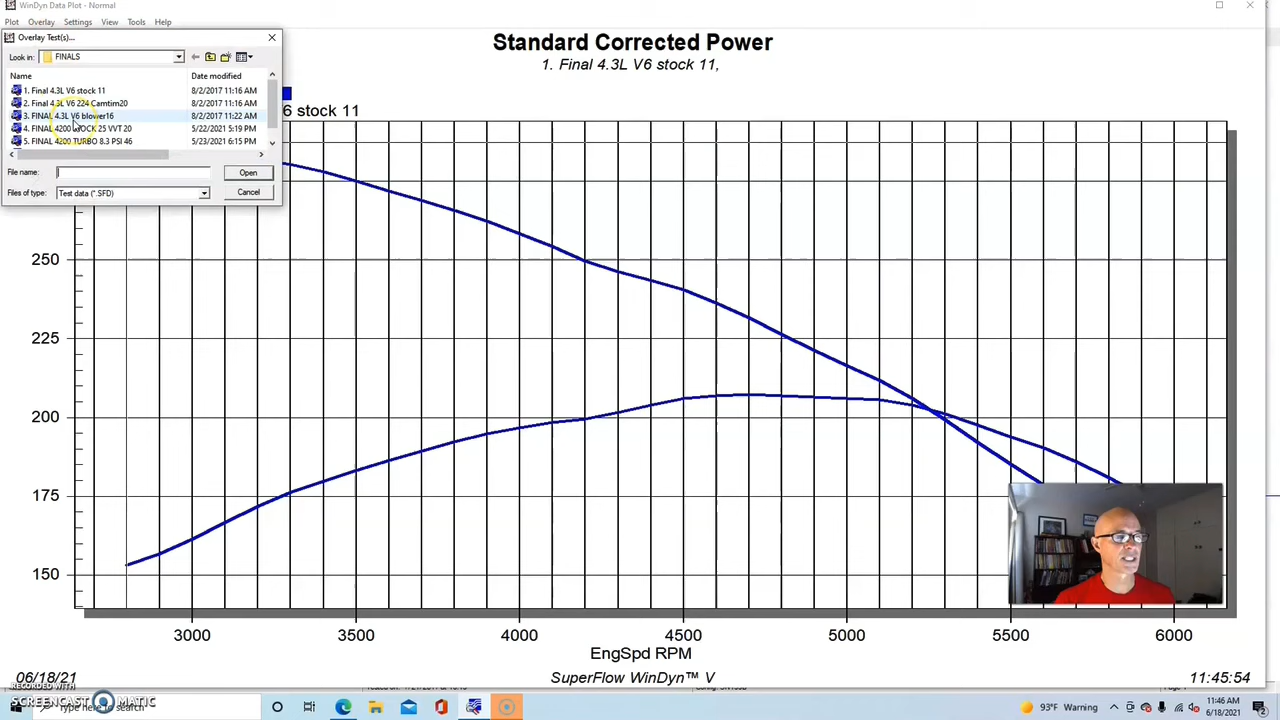 WinDyn Data Plot - Normal
Plot Overlay Settings View Tools Help
Overlay Test(s)...
Look in: FINALS
Name Date modified
1. Final 4.3L V6 stock 11 8/2/2017 11:16 AM
2. Final 4.3L V6 224 Camtim20 8/2/2017 11:16 AM
3. FINAL 4.3L V6 blower16 8/2/2017 11:22 AM
4. FINAL 4200 STOCK 25 VVT 20 5/22/2021 5:19 PM
5. FINAL 4200 TURBO 8.3 PSI 46 5/23/2021 6:15 PM
File name: Open
Files of type: Test data (*.SFD) Cancel
Standard Corrected Power
1. Final 4.3L V6 stock 11,
6 stock 11
250
225
200
175
150
3000 3500 4000 4500 5000 5500 6000
EngSpd RPM
06/18/21 SuperFlow WinDyn™ V 11:45:54
RECORDED WITH
SCREENCAST MATIC
93°F Warning 11:46 AM
6/18/2021